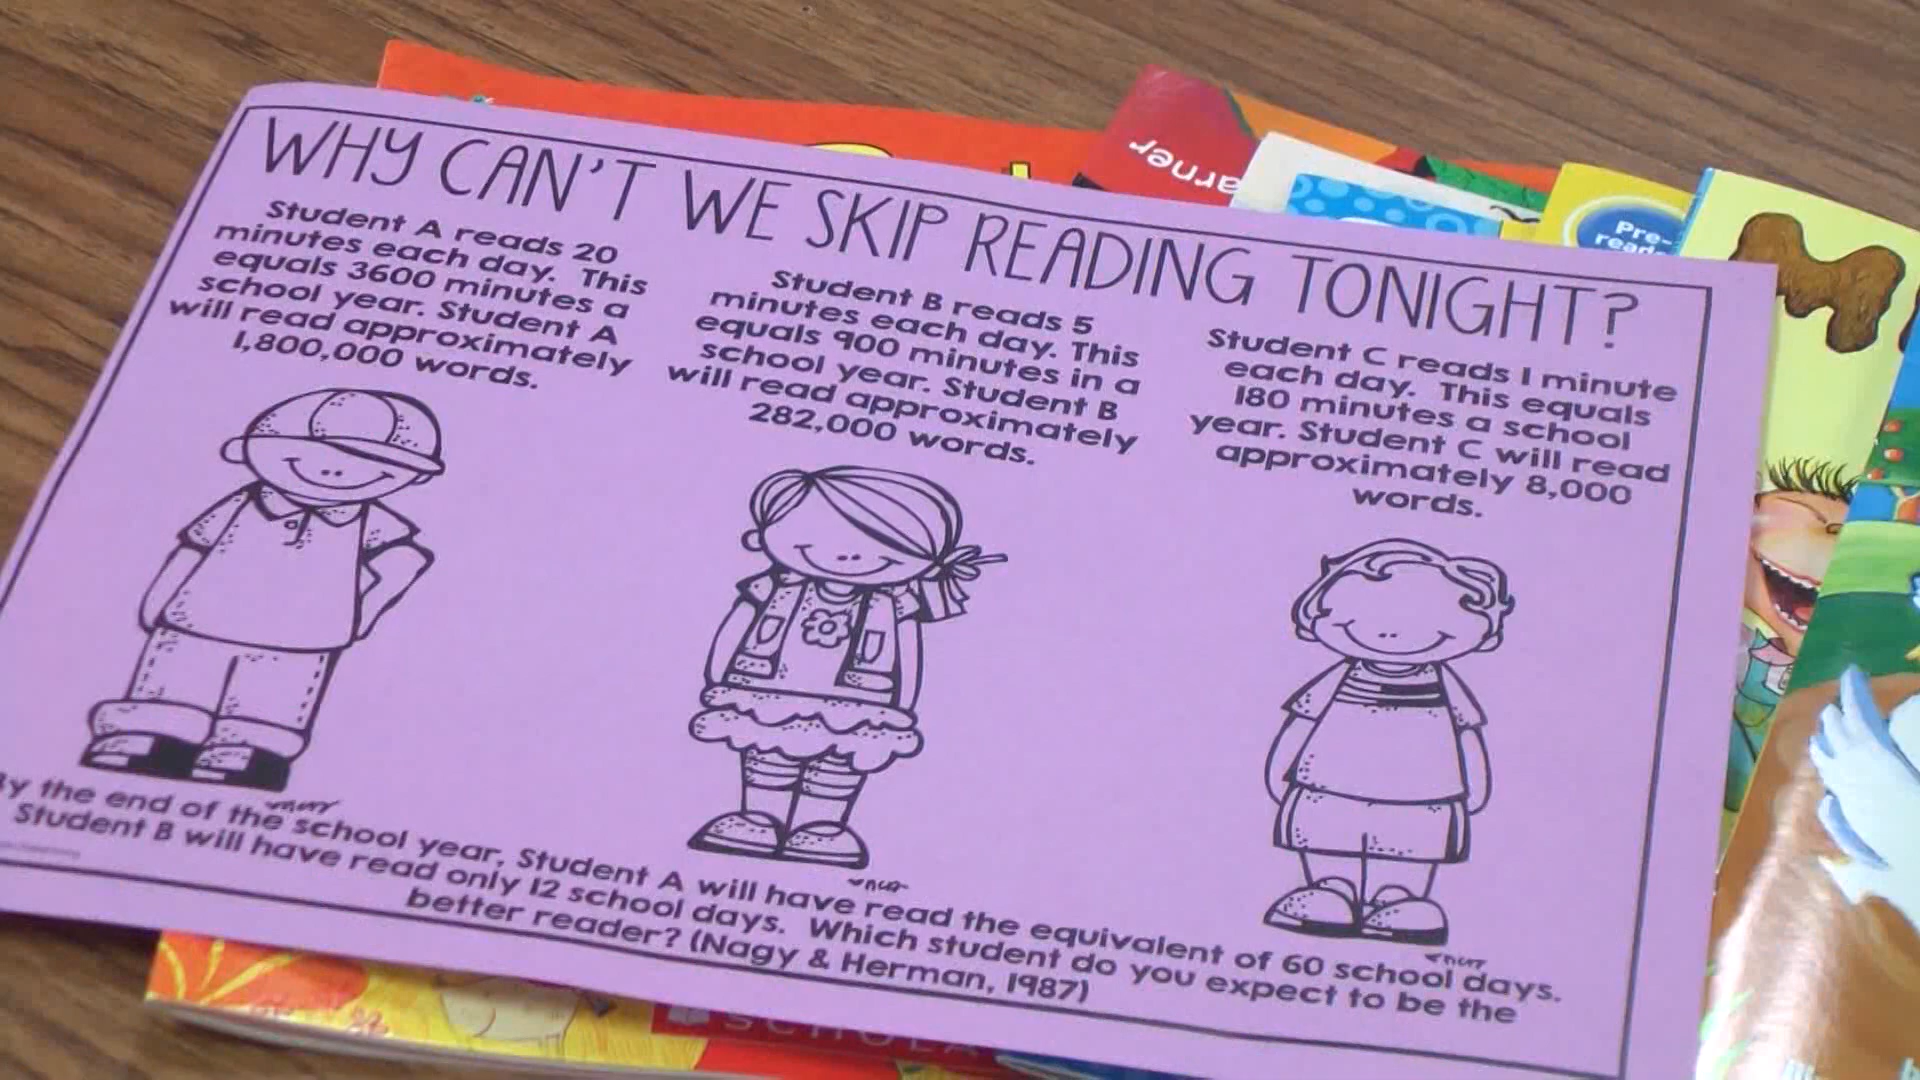 WHY CAN'T WE SKIP READING TONIGHT?
Student A reads 20
minutes each day. This
equals 3600 minutes a
school year. Student A
will read approximately
1,800,000 words.
Student B reads 5
minutes each day. This
equals 900 minutes in a
school year. Student B
will read approximately
282,000 words.
Student C reads 1 minute
each day. This equals
180 minutes a school
year. Student C will read
approximately 8,000
words.
By the end of the school year, Student A will have read the equivalent of 60 school days.
Student B will have read only 12 school days. Which student do you expect to be the
better reader? (Nagy & Herman, 1987)
arner
Pre-
read
M
SCHOLA